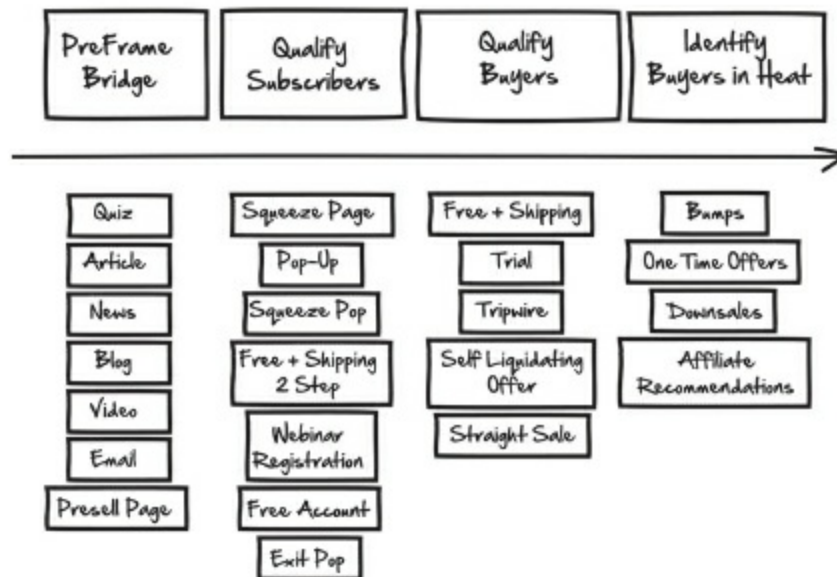 PreFrame
Bridge
Qualify
Subscribers
Qualify
Buyers
Identify
Buyers in Heat
Quiz
Article
News
Blog
Video
Email
Presell Page
Squeeze Page
Pop-Up
Squeeze Pop
Free + Shipping
2 Step
Webinar
Registration
Free Account
Exit Pop
Free + Shipping
Trial
Tripwire
Self Liquidating
Offer
Straight Sale
Bumps
One Time Offers
Downsales
Affiliate
Recommendations